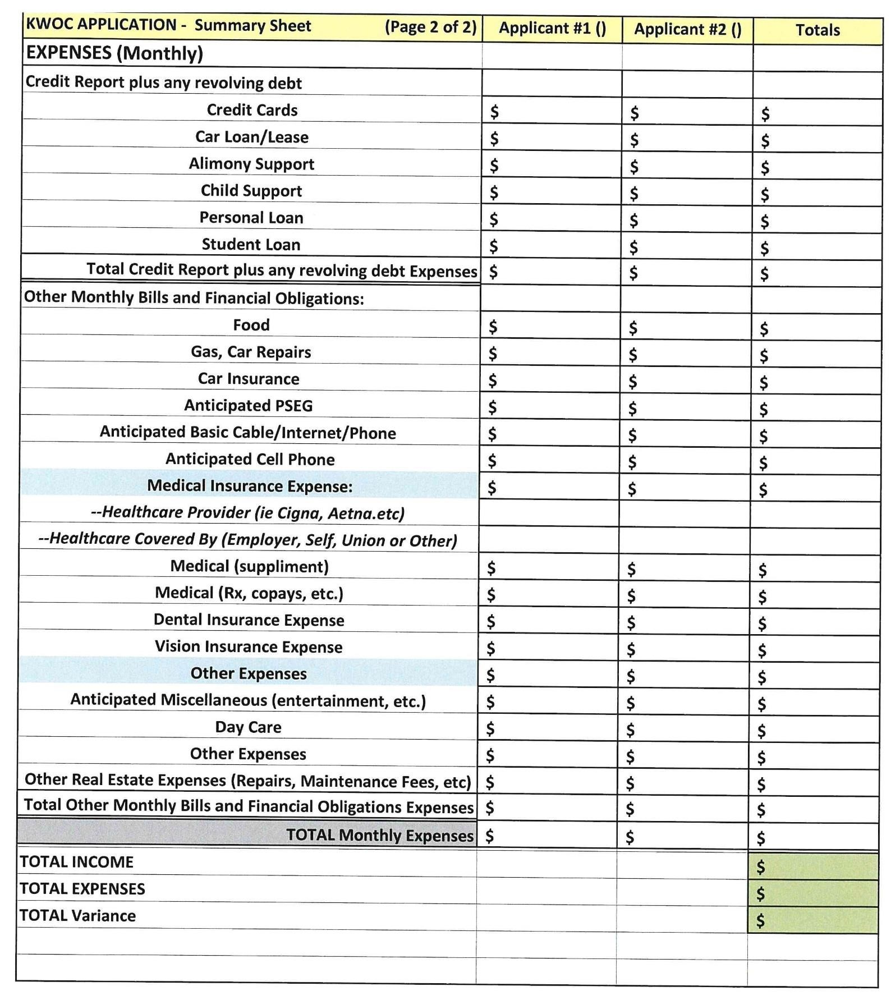 KWOC APPLICATION - Summary Sheet (Page 2 of 2) Applicant #1 () Applicant #2 () Totals
EXPENSES (Monthly)
Credit Report plus any revolving debt
Credit Cards $ $ $
Car Loan/Lease $ $ $
Alimony Support $ $ $
Child Support $ $ $
Personal Loan $ $ $
Student Loan $ $ $
Total Credit Report plus any revolving debt Expenses $ $ $
Other Monthly Bills and Financial Obligations:
Food $ $ $
Gas, Car Repairs $ $ $
Car Insurance $ $ $
Anticipated PSEG $ $ $
Anticipated Basic Cable/Internet/Phone $ $ $
Anticipated Cell Phone $ $ $
Medical Insurance Expense: $ $ $
--Healthcare Provider (ie Cigna, Aetna.etc)
--Healthcare Covered By (Employer, Self, Union or Other)
Medical (suppliment) $ $ $
Medical (Rx, copays, etc.) $ $ $
Dental Insurance Expense $ $ $
Vision Insurance Expense $ $ $
Other Expenses $ $ $
Anticipated Miscellaneous (entertainment, etc.) $ $ $
Day Care $ $ $
Other Expenses $ $ $
Other Real Estate Expenses (Repairs, Maintenance Fees, etc) $ $ $
Total Other Monthly Bills and Financial Obligations Expenses $ $ $
TOTAL Monthly Expenses $ $ $
TOTAL INCOME $
TOTAL EXPENSES $
TOTAL Variance $